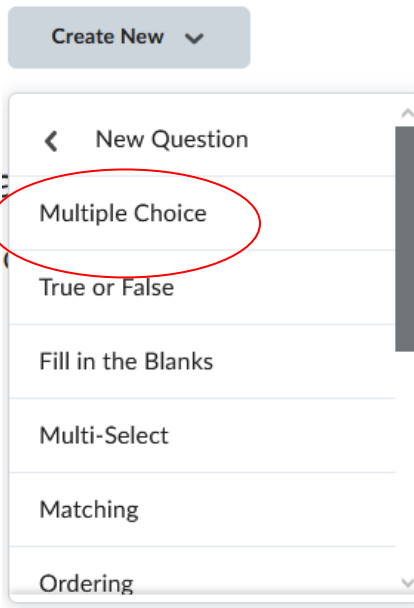 Create New
New Question
Multiple Choice
True or False
Fill in the Blanks
Multi-Select
Matching
Ordering